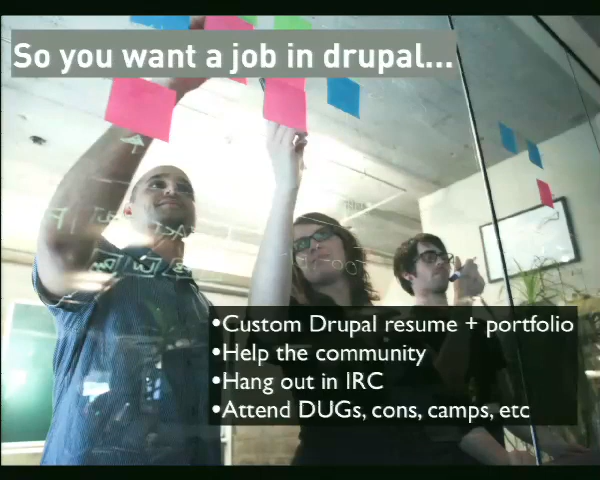 So you want a job in drupal...
•Custom Drupal resume + portfolio
•Help the community
•Hang out in IRC
•Attend DUGs, cons, camps, etc